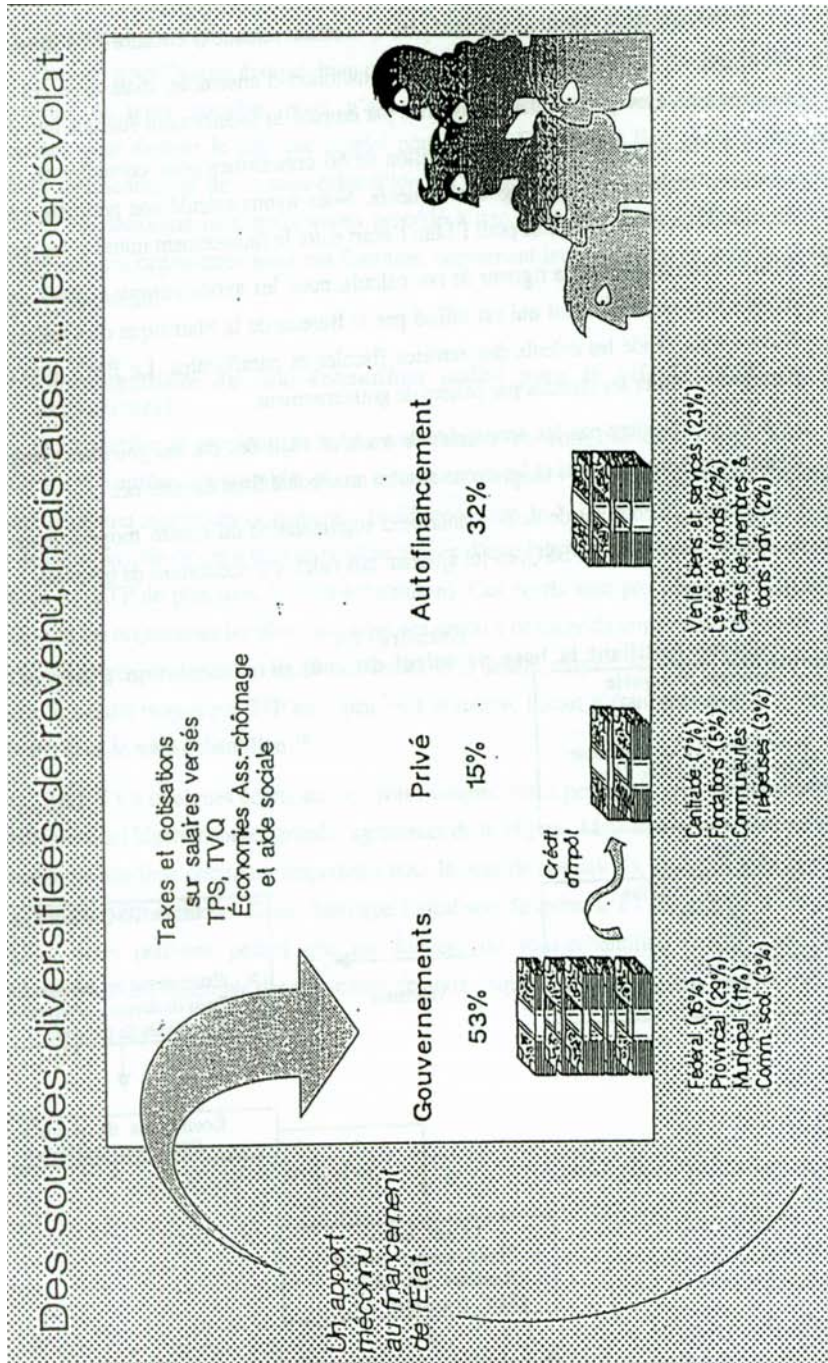 Des sources diversifiées de revenu, mais aussi ... le bénévolat
Un apport
méconnu
au financement
de l'État
Taxes et cotisations
sur salaires versés
TPS, TVQ
Économies Ass.-chômage
et aide sociale
Gouvernements
53%
Privé
15%
Autofinancement
32%
Crédit
d'impôt
Fédéral
Provincial (29%)
Municipal (11%)
Comm. scol. (3%)
Centraide (7%)
Fondations (5%)
Communautés
religieuses (3%)
Vente biens et services (23%)
Levée de fonds
Cartes de membres &
dons indiv. (2%)